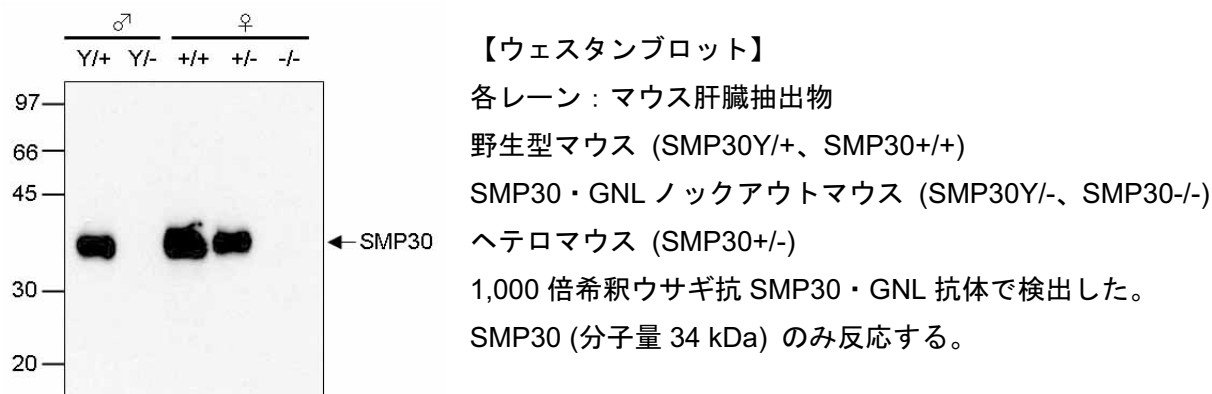 ♂ ♀
Y/+ Y/- +/+ +/- -/-
97
66
45
←SMP30
30
20
【ウェスタンブロット】
各レーン：マウス肝臓抽出物
野生型マウス (SMP30Y/+、SMP30+/+)
SMP30・GNL ノックアウトマウス (SMP30Y/-、SMP30-/-)
ヘテロマウス (SMP30+/-)
1,000 倍希釈ウサギ抗 SMP30・GNL 抗体で検出した。
SMP30 (分子量 34 kDa) のみ反応する。